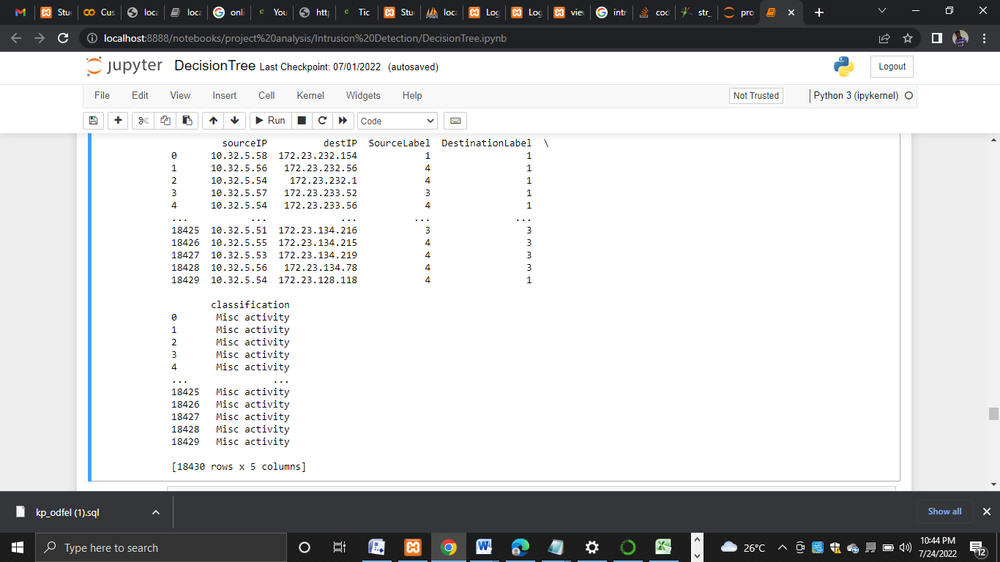 Stu
Cus
loca
loca
onli
You
http
Tic
Stu
loca
Log
Log
view
intr
cod
str_
pro
localhost:8888/notebooks/project%20analysis/Intrusion%20Detection/DecisionTree.ipynb
jupyter DecisionTree Last Checkpoint: 07/01/2022 (autosaved)
Logout
File Edit View Insert Cell Kernel Widgets Help
Not Trusted
Python 3 (ipykernel)
Run
Code
sourceIP destIP SourceLabel DestinationLabel \
0 10.32.5.58 172.23.232.154 1 1
1 10.32.5.56 172.23.232.56 4 1
2 10.32.5.54 172.23.232.1 4 1
3 10.32.5.57 172.23.233.52 3 1
4 10.32.5.54 172.23.233.56 4 1
... ... ... ... ...
18425 10.32.5.51 172.23.134.216 3 3
18426 10.32.5.55 172.23.134.215 4 3
18427 10.32.5.53 172.23.134.219 4 3
18428 10.32.5.56 172.23.134.78 4 3
18429 10.32.5.54 172.23.128.118 4 1
classification
0 Misc activity
1 Misc activity
2 Misc activity
3 Misc activity
4 Misc activity
... ...
18425 Misc activity
18426 Misc activity
18427 Misc activity
18428 Misc activity
18429 Misc activity
[18430 rows x 5 columns]
kp_odfel (1).sql
Show all
Type here to search
26°C
10:44 PM
7/24/2022
12